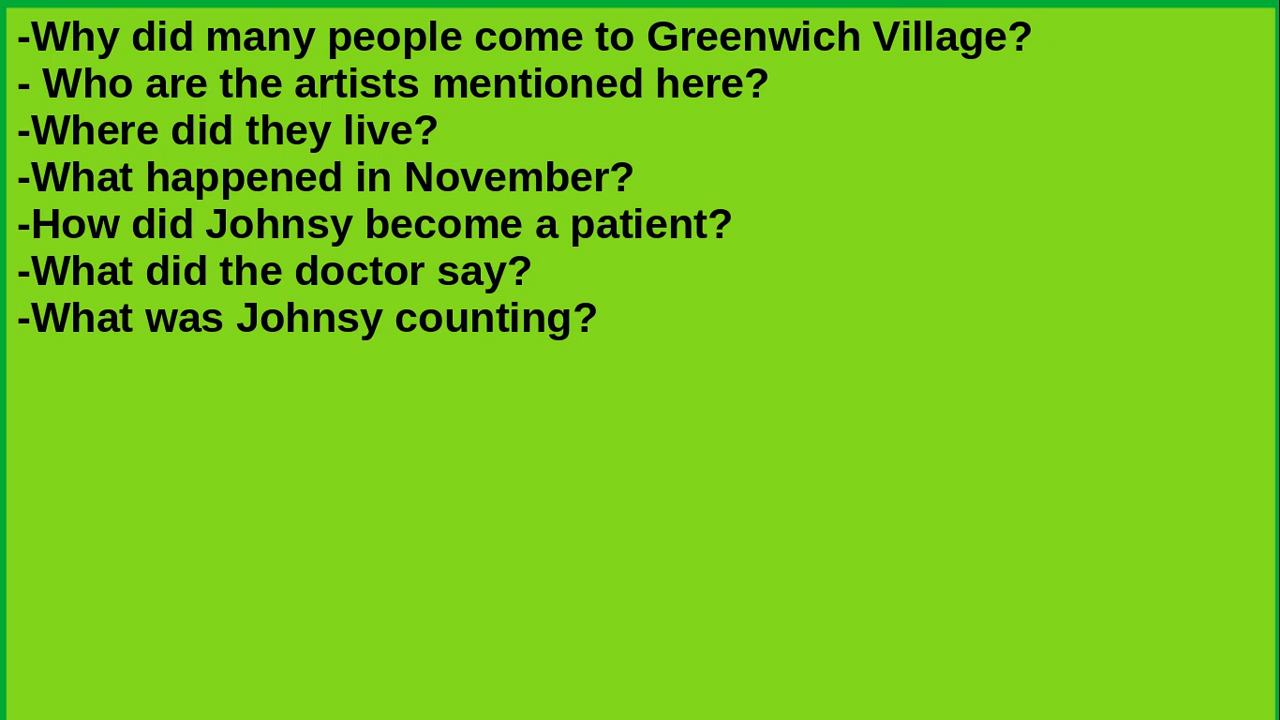 -Why did many people come to Greenwich Village?
- Who are the artists mentioned here?
-Where did they live?
-What happened in November?
-How did Johnsy become a patient?
-What did the doctor say?
-What was Johnsy counting?